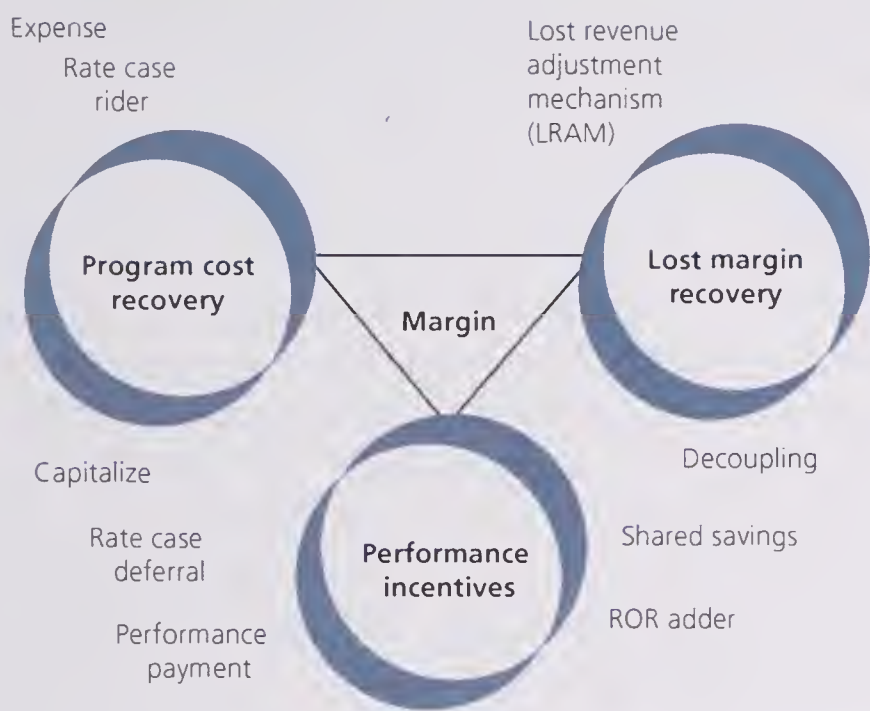 Expense
Rate case
rider
Lost revenue
adjustment
mechanism
(LRAM)
Program cost
recovery
Lost margin
recovery
Margin
Capitalize
Decoupling
Rate case
deferral
Performance
incentives
Shared savings
Performance
payment
ROR adder